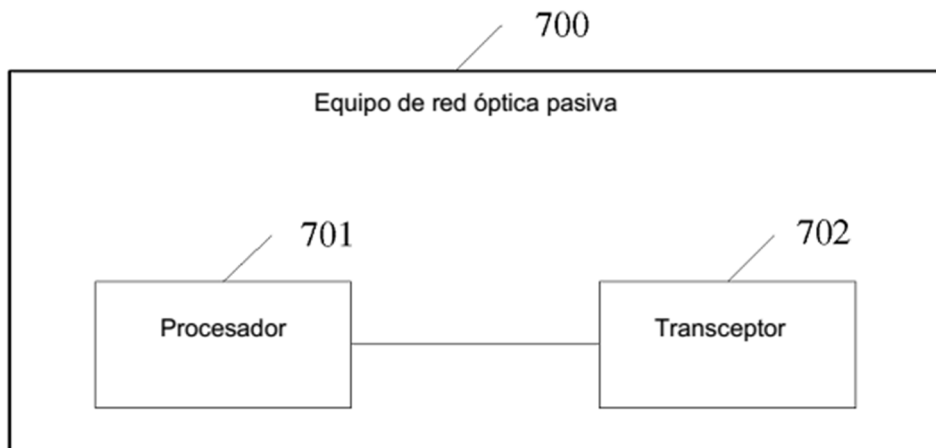 700
Equipo de red óptica pasiva
701
702
Procesador
Transceptor